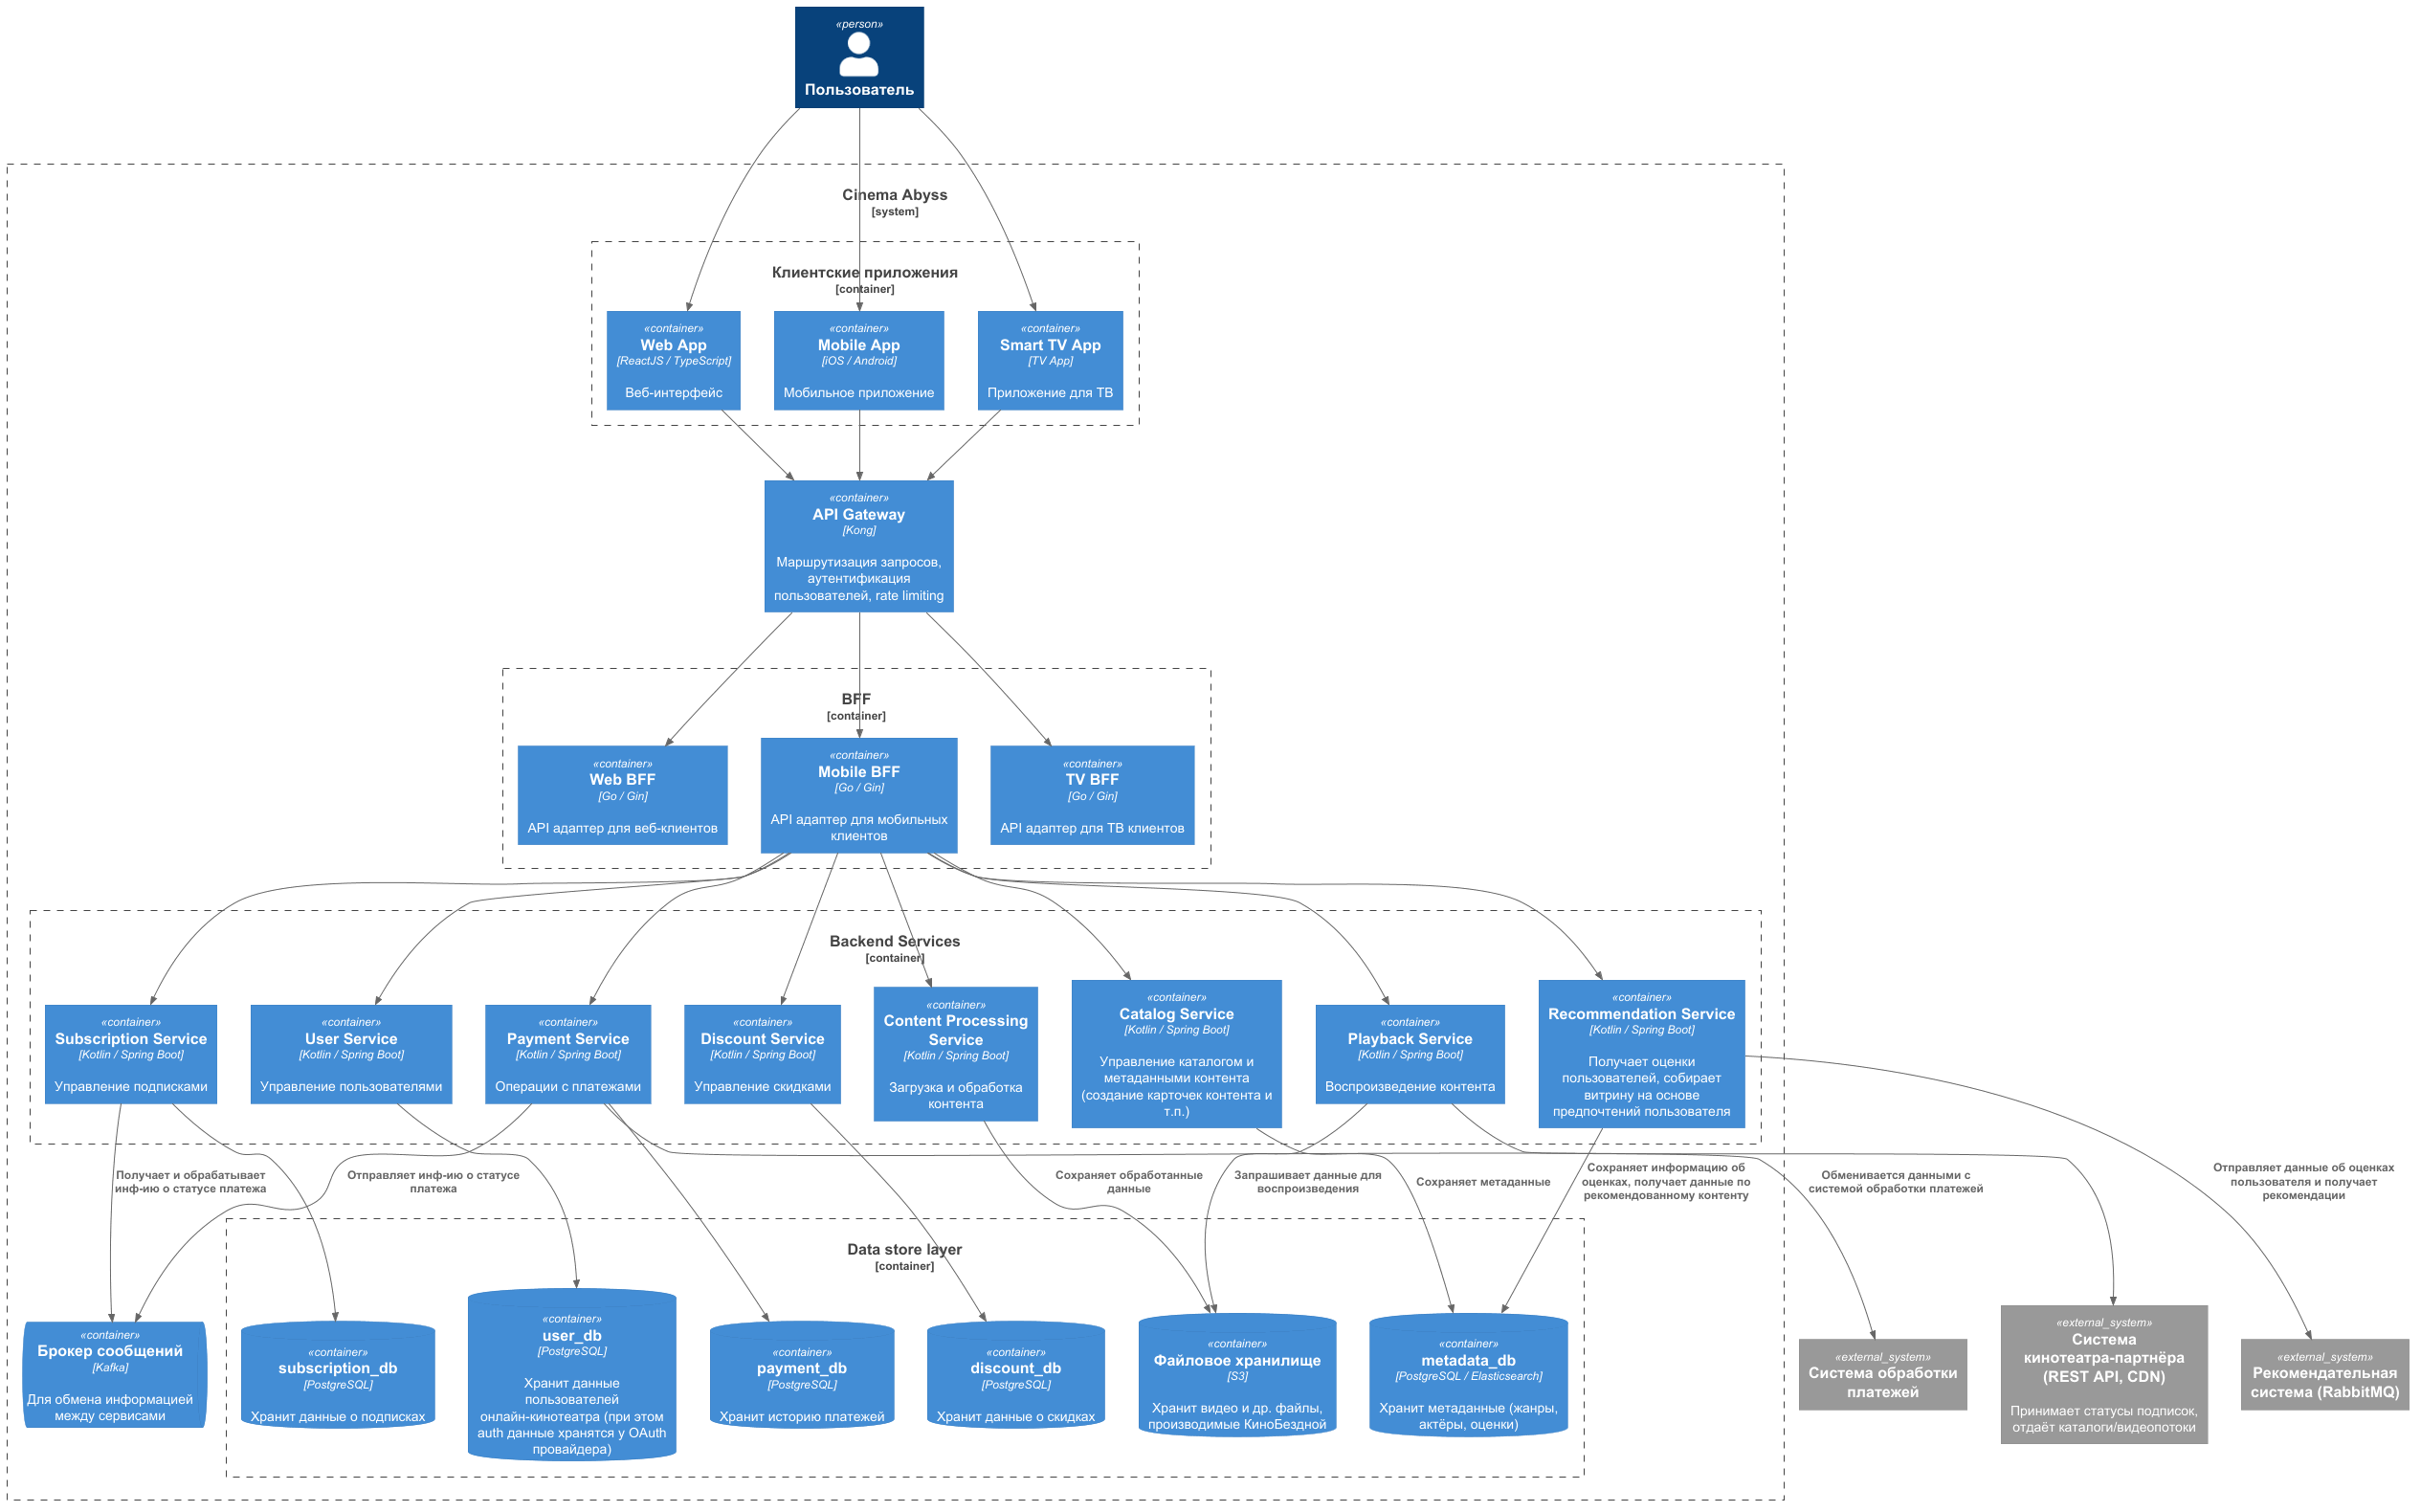 «person»
Пользователь
Cinema Abyss
[system]
Клиентские приложения
[container]
«container»
Web App
[ReactJS / TypeScript]
Веб-интерфейс
«container»
Mobile App
[iOS / Android]
Мобильное приложение
«container»
Smart TV App
[TV App]
Приложение для ТВ
«container»
API Gateway
[Kong]
Маршрутизация запросов,
аутентификация
пользователей, rate limiting
BFF
[container]
«container»
Web BFF
[Go / Gin]
API адаптер для веб-клиентов
«container»
Mobile BFF
[Go / Gin]
API адаптер для мобильных
клиентов
«container»
TV BFF
[Go / Gin]
API адаптер для ТВ клиентов
Backend Services
[container]
«container»
Subscription Service
[Kotlin / Spring Boot]
Управление подписками
«container»
User Service
[Kotlin / Spring Boot]
Управление пользователями
«container»
Payment Service
[Kotlin / Spring Boot]
Операции с платежами
«container»
Discount Service
[Kotlin / Spring Boot]
Управление скидками
«container»
Content Processing
Service
[Kotlin / Spring Boot]
Загрузка и обработка
контента
«container»
Catalog Service
[Kotlin / Spring Boot]
Управление каталогом и
метаданными контента
(создание карточек контента и
т.п.)
«container»
Playback Service
[Kotlin / Spring Boot]
Воспроизведение контента
«container»
Recommendation Service
[Kotlin / Spring Boot]
Получает оценки
пользователей, собирает
витрину на основе
предпочтений пользователя
Получает и обрабатывает
инф-ию о статусе платежа
Отправляет инф-ию о статусе
платежа
Сохраняет обработанные
данные
Запрашивает данные для
воспроизведения
Сохраняет метаданные
Сохраняет информацию об
оценках, получает данные по
рекомендованному контенту
Обменивается данными с
системой обработки платежей
Отправляет данные об оценках
пользователя и получает
рекомендации
Data store layer
[container]
«container»
Брокер сообщений
[Kafka]
Для обмена информацией
между сервисами
«container»
subscription_db
[PostgreSQL]
Хранит данные о подписках
«container»
user_db
[PostgreSQL]
Хранит данные
пользователей
онлайн-кинотеатра (при этом
auth данные хранятся у OAuth
провайдера)
«container»
payment_db
[PostgreSQL]
Хранит историю платежей
«container»
discount_db
[PostgreSQL]
Хранит данные о скидках
«container»
Файловое хранилище
[S3]
Хранит видео и др. файлы,
производимые КиноБездной
«container»
metadata_db
[PostgreSQL / Elasticsearch]
Хранит метаданные (жанры,
актёры, оценки)
«external_system»
Система обработки
платежей
«external_system»
Система
кинотеатра-партнёра
(REST API, CDN)
Принимает статусы подписок,
отдаёт каталоги/видеопотоки
«external_system»
Рекомендательная
система (RabbitMQ)